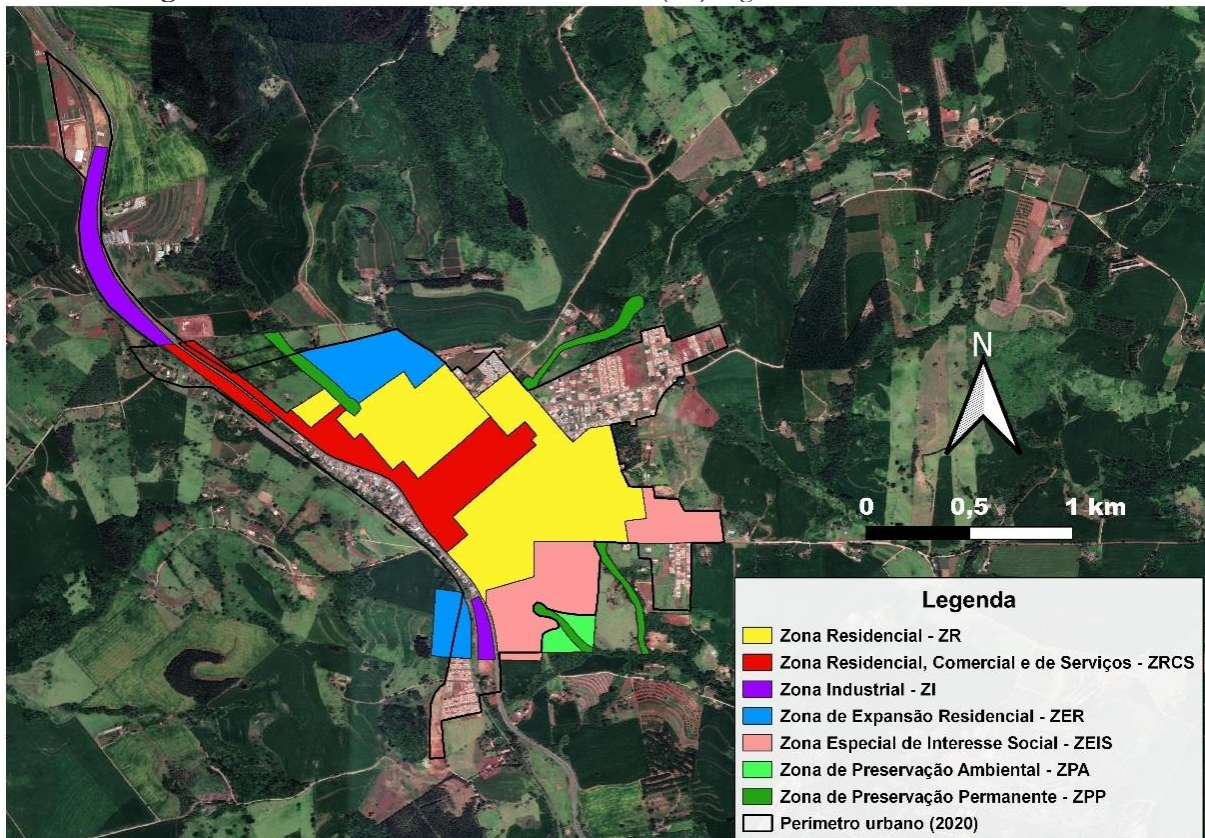 N
0 0,5 1 km
Legenda
Zona Residencial - ZR
Zona Residencial, Comercial e de Serviços - ZRCS
Zona Industrial - ZI
Zona de Expansão Residencial - ZER
Zona Especial de Interesse Social - ZEIS
Zona de Preservação Ambiental - ZPA
Zona de Preservação Permanente - ZPP
Perimetro urbano (2020)